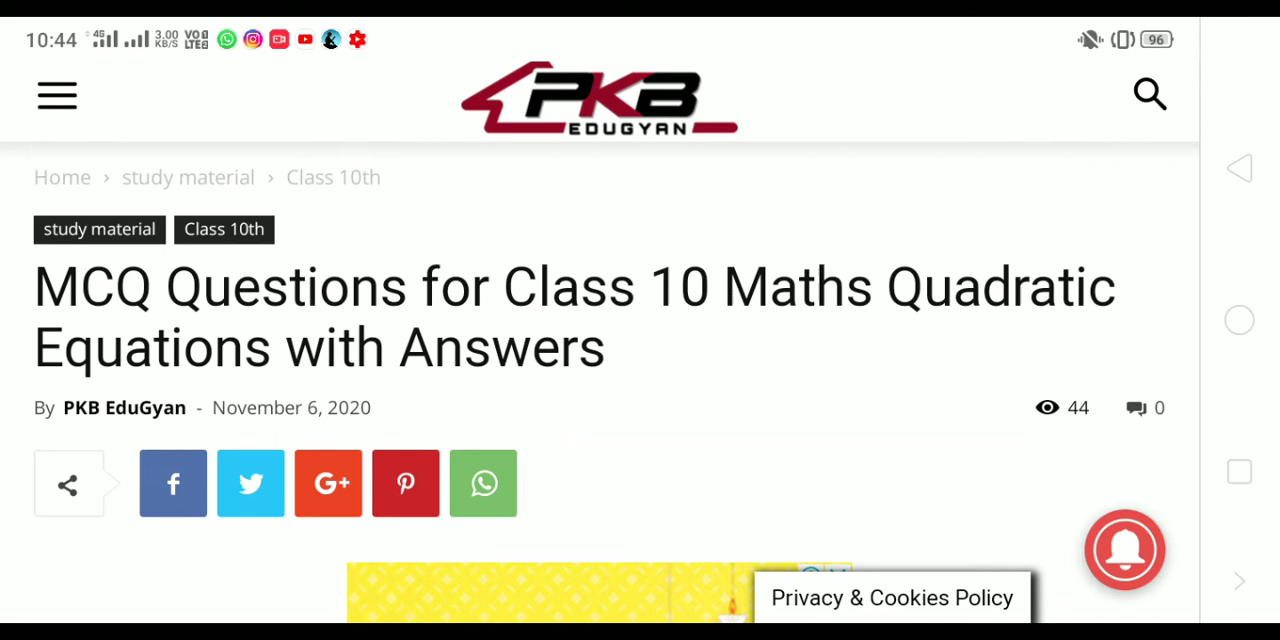 10:44 4G 3.00 KB/S VoLTE 96
PKB
EDUGYAN
Home › study material › Class 10th
study material Class 10th
MCQ Questions for Class 10 Maths Quadratic
Equations with Answers
By PKB EduGyan - November 6, 2020 44 0
f G+
Privacy & Cookies Policy